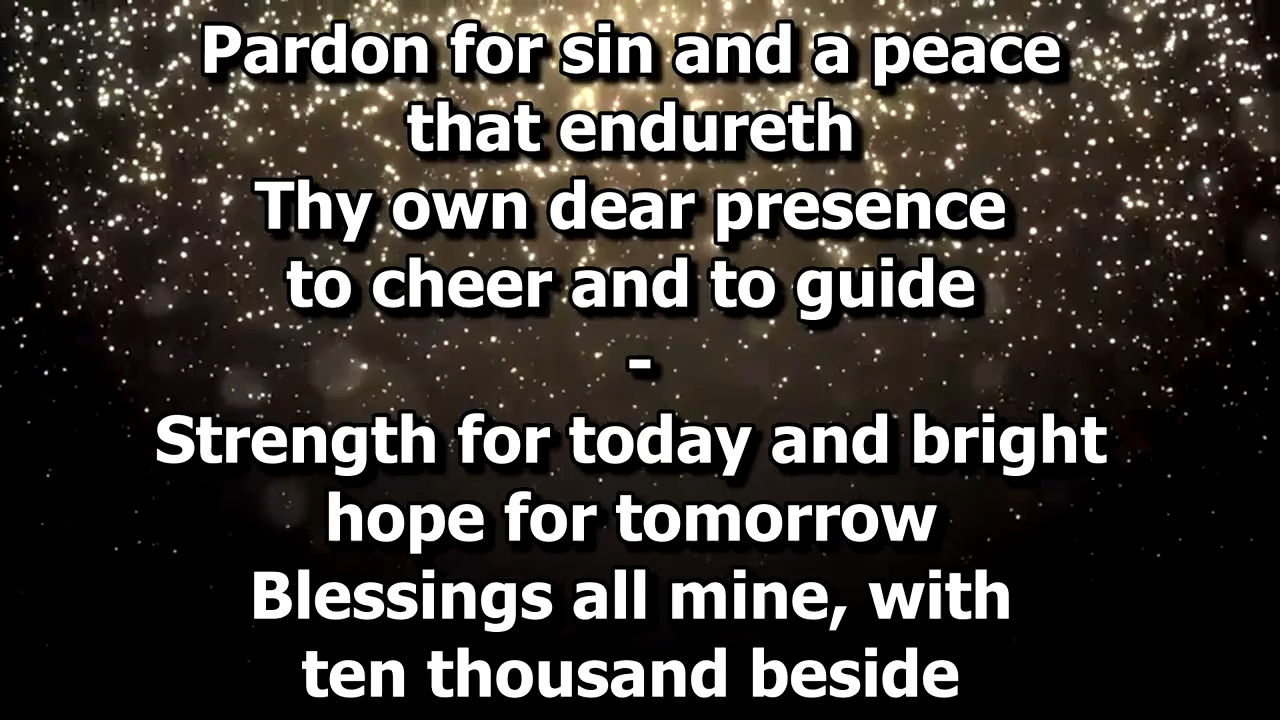 Pardon for sin and a peace
that endureth
Thy own dear presence
to cheer and to guide
-
Strength for today and bright
hope for tomorrow
Blessings all mine, with
ten thousand beside